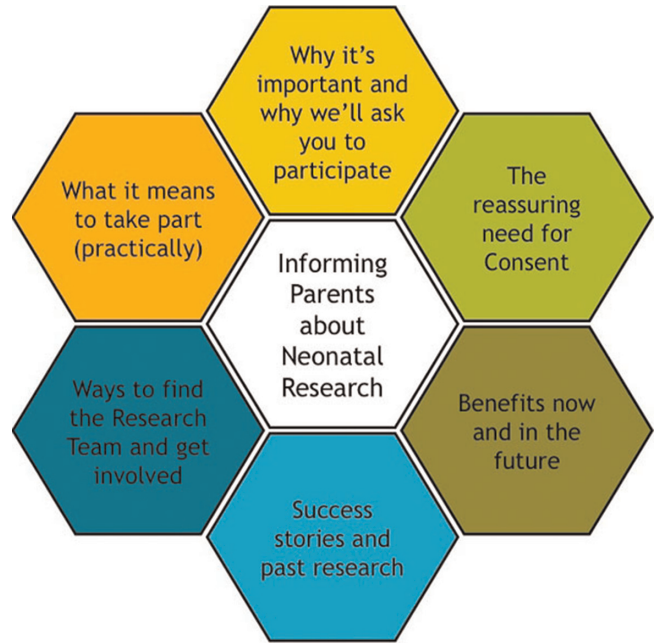 Why it's
important and
why we'll ask
you to
participate
The
reassuring
need for
Consent
Benefits now
and in the
future
Success
stories and
past research
Ways to find
the Research
Team and get
involved
What it means
to take part
(practically)
Informing
Parents
about
Neonatal
Research